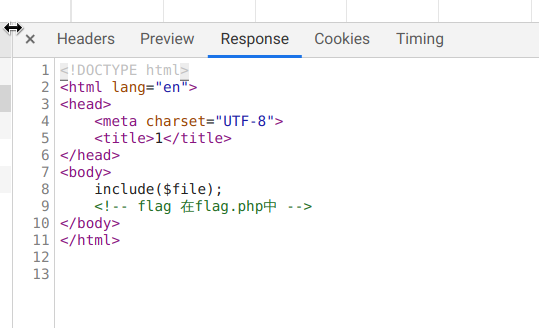 × Headers Preview Response Cookies Timing
1 <!DOCTYPE html>
2 <html lang="en">
3 <head>
4     <meta charset="UTF-8">
5     <title>1</title>
6 </head>
7 <body>
8     include($file);
9     <!-- flag 在flag.php中 -->
10 </body>
11 </html>
12
13